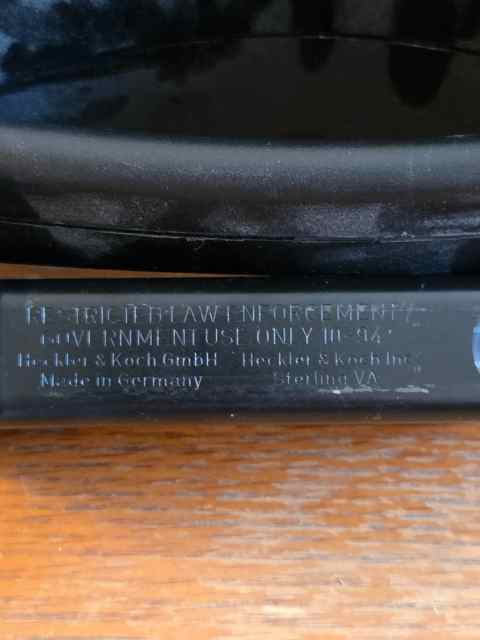 RESTRICTED LAW ENFORCEMENT/
GOVERNMENT USE ONLY 10-94
Heckler & Koch GmbH Heckler & Koch Inc.
Made in Germany Sterling VA